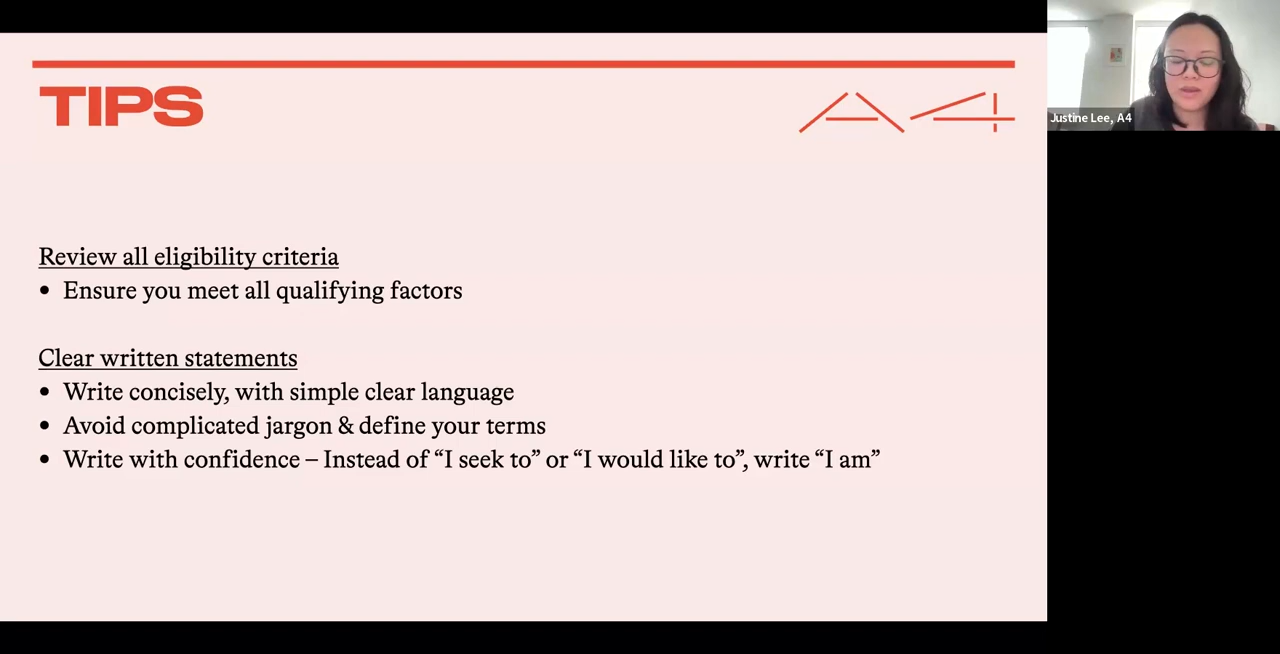 TIPS
A4
Justine Lee, A4
Review all eligibility criteria
• Ensure you meet all qualifying factors
Clear written statements
• Write concisely, with simple clear language
• Avoid complicated jargon & define your terms
• Write with confidence – Instead of “I seek to” or “I would like to”, write “I am”